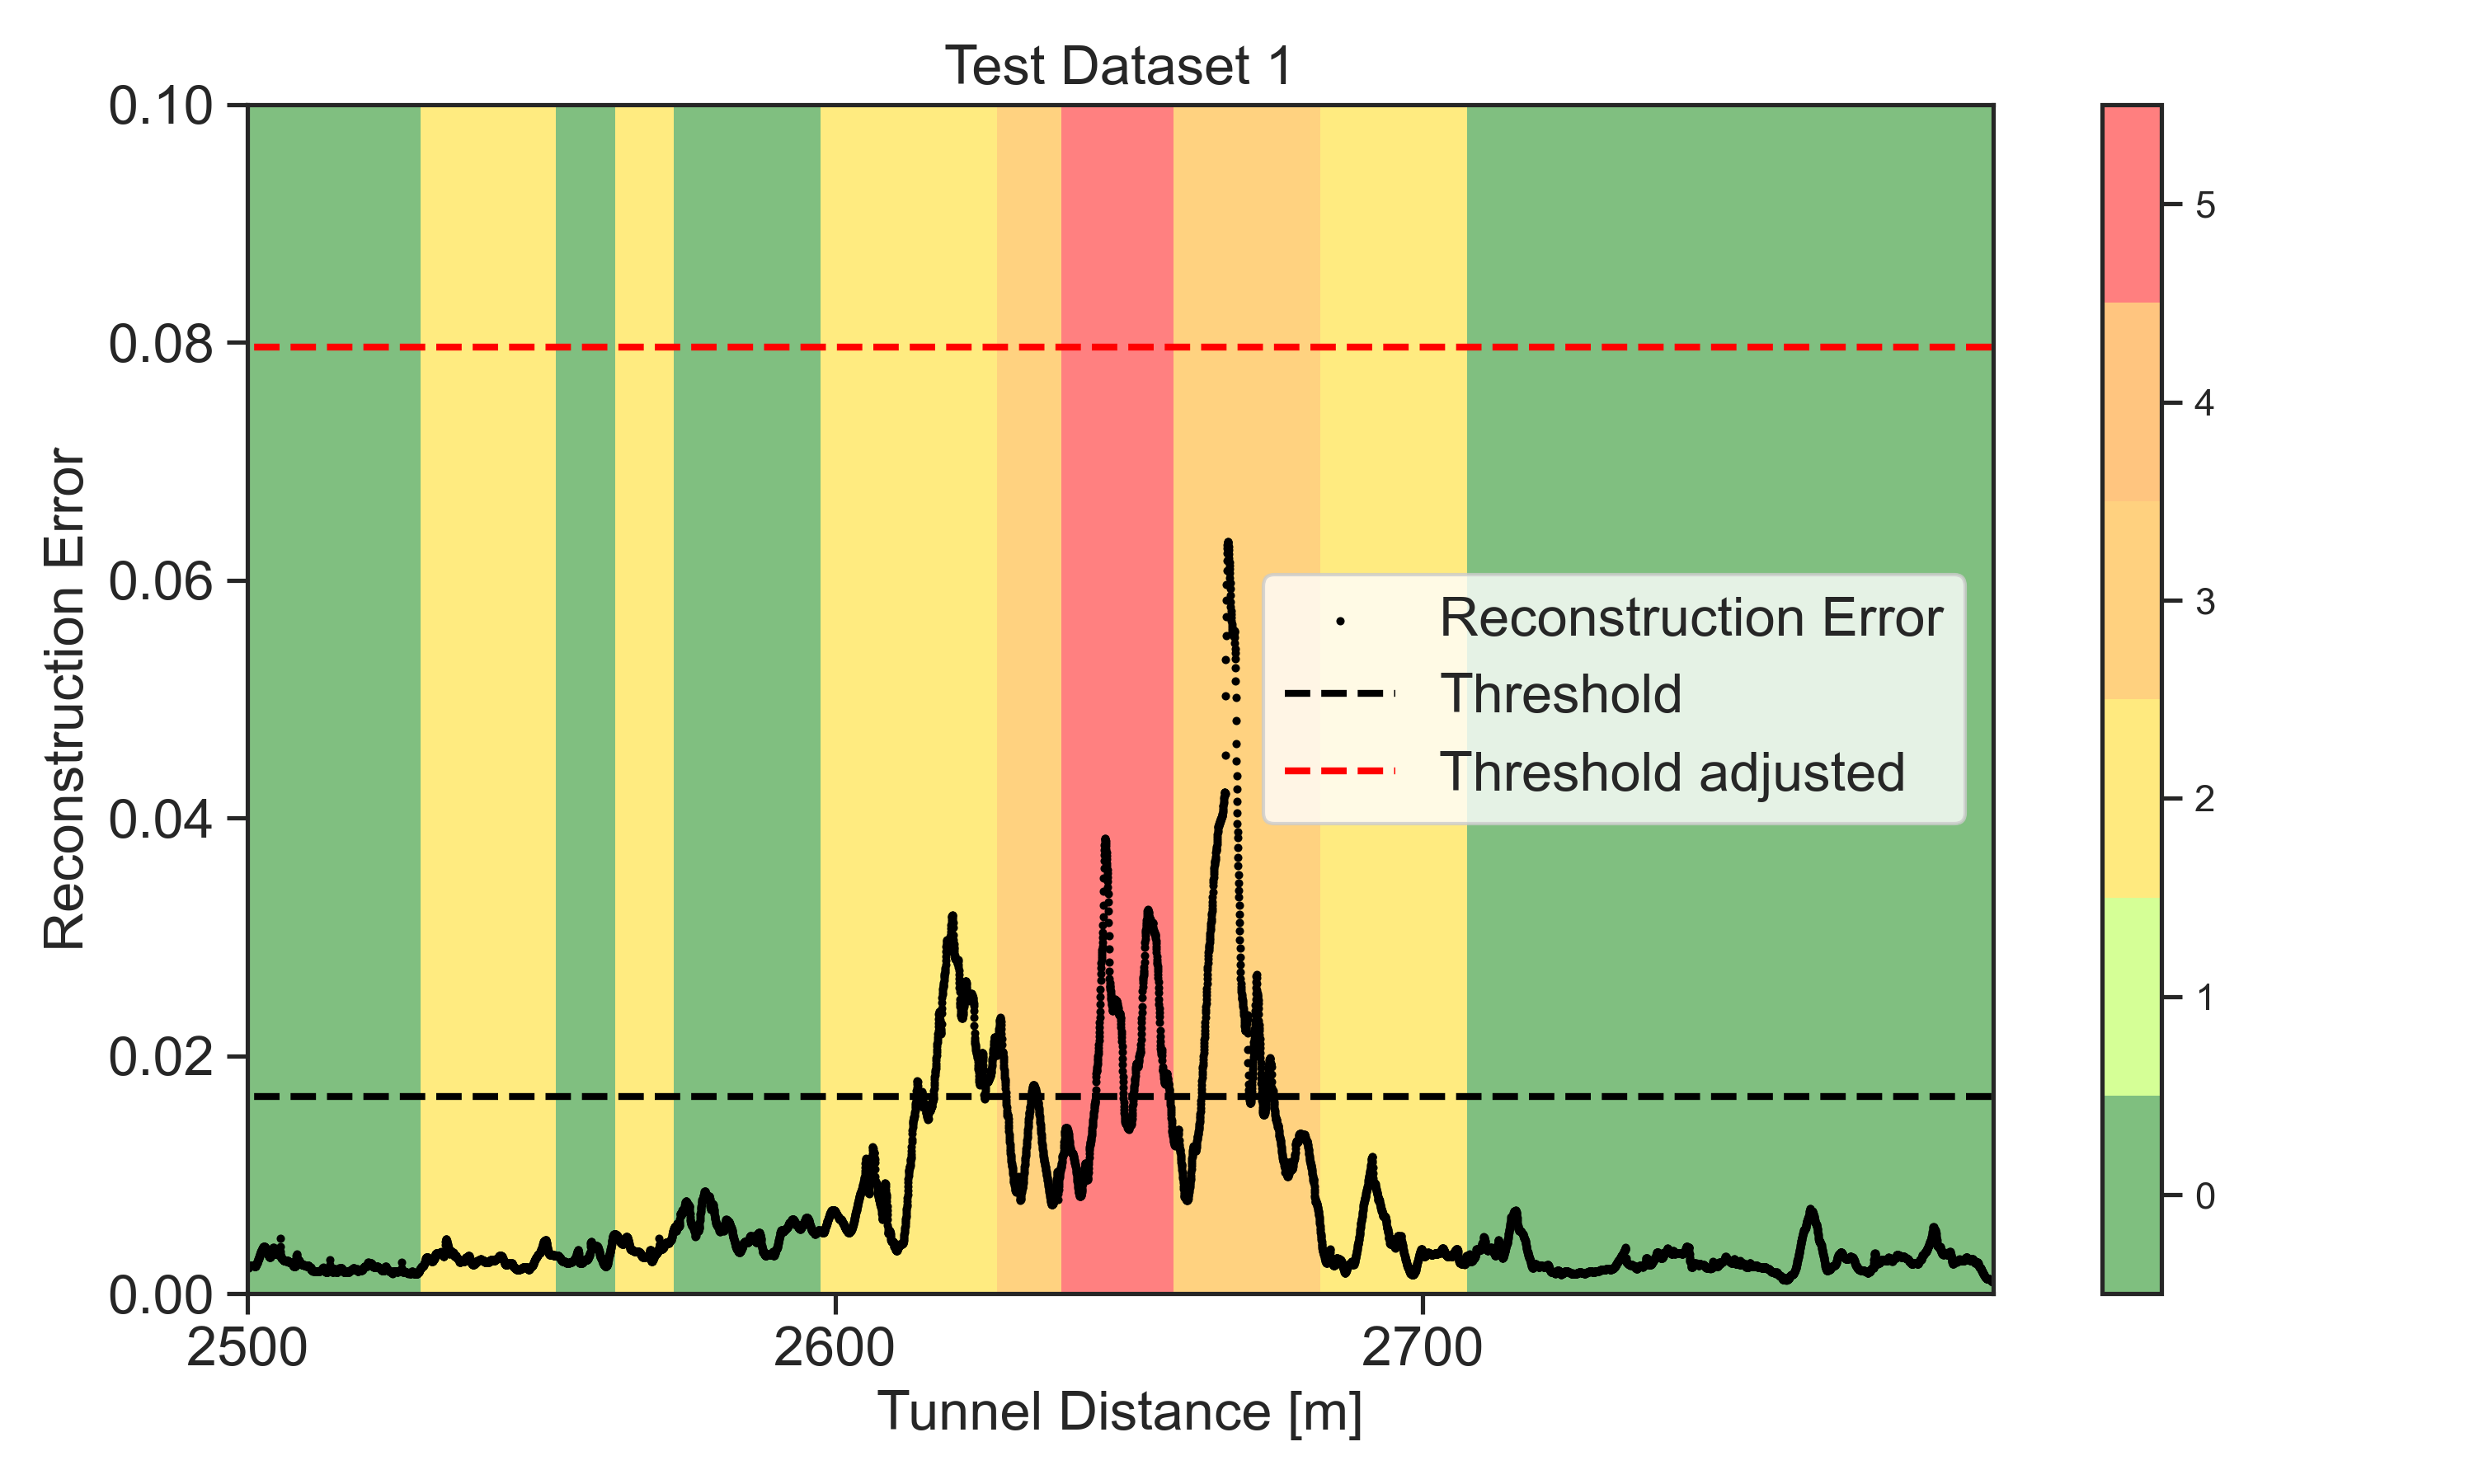 Test Dataset 1
0.10
0.08
0.06
0.04
0.02
0.00
Reconstruction Error
2500
2600
2700
Tunnel Distance [m]
Reconstruction Error
Threshold
Threshold adjusted
5
4
3
2
1
0